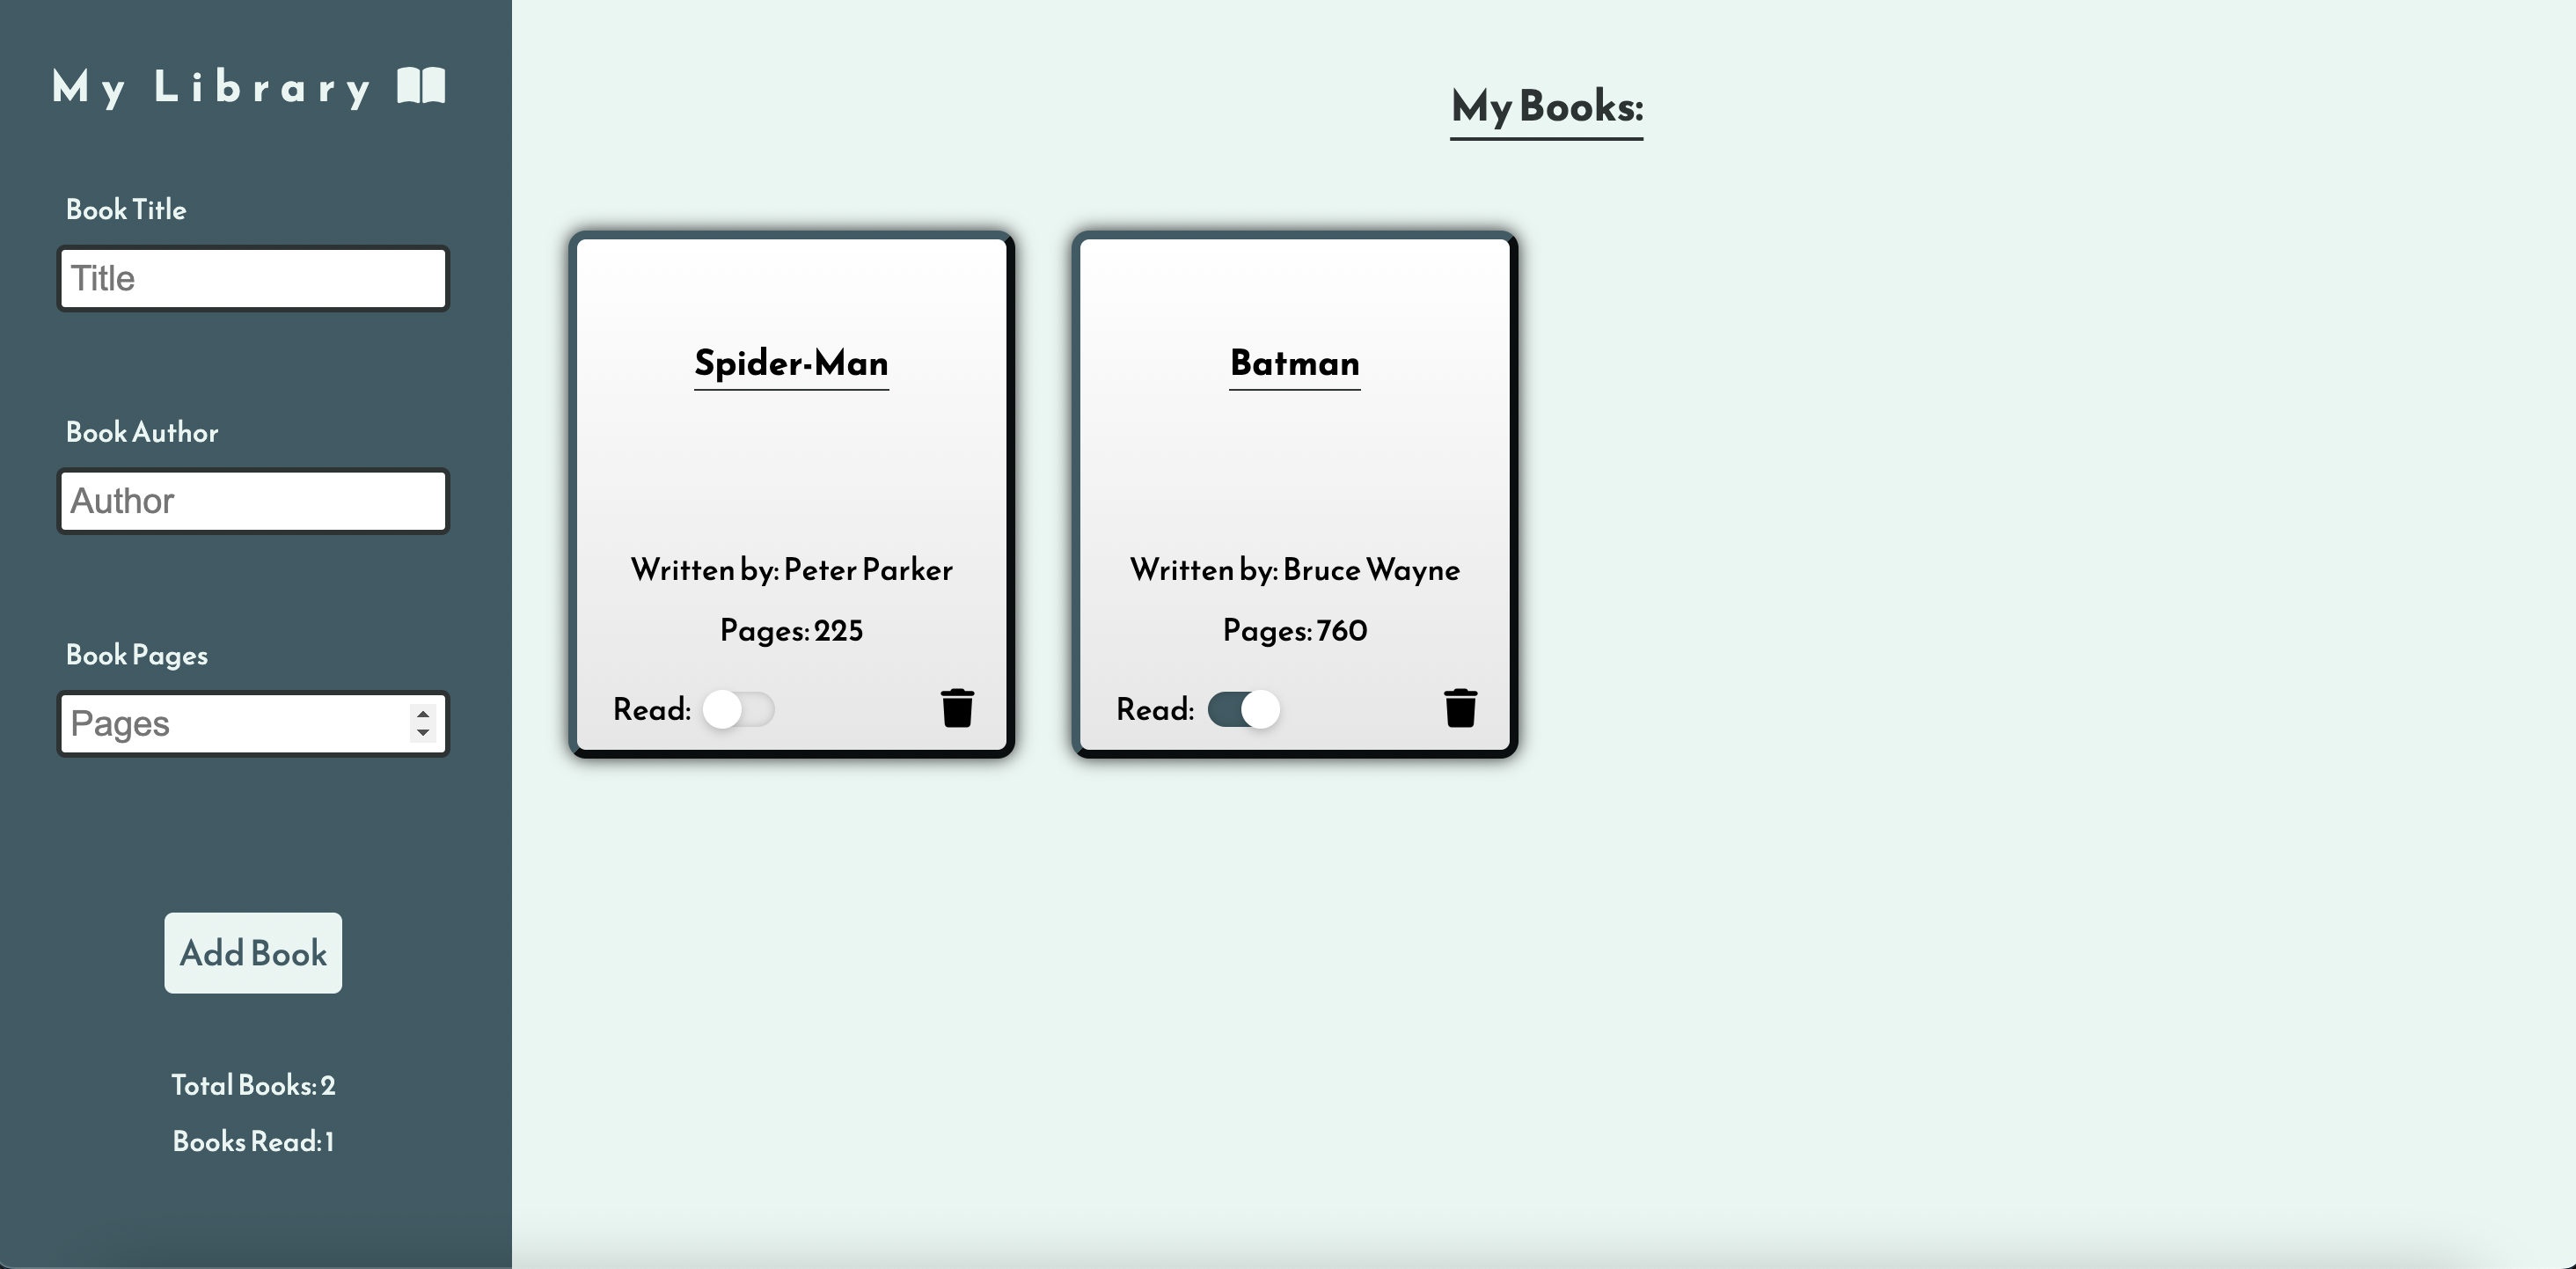 My Library
Book Title
Title
Book Author
Author
Book Pages
Pages
Add Book
Total Books: 2
Books Read: 1
My Books:
Spider-Man
Written by: Peter Parker
Pages: 225
Read:
Batman
Written by: Bruce Wayne
Pages: 760
Read: